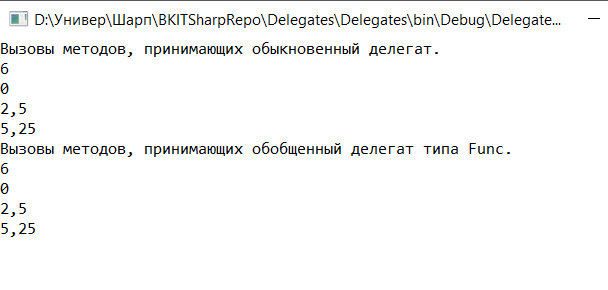 D:\Универ\Шарп\BKITSharpRepo\Delegates\Delegates\bin\Debug\Delegate...
Вызовы методов, принимающих обыкновенный делегат.
6
0
2,5
5,25
Вызовы методов, принимающих обобщенный делегат типа Func.
6
0
2,5
5,25